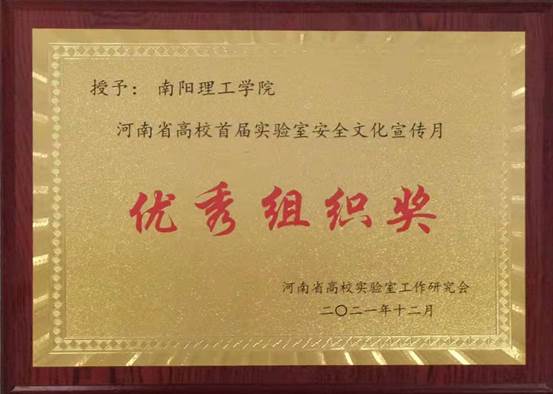 授予：南阳理工学院
河南省高校首届实验室安全文化宣传月
优秀组织奖
河南省高校实验室工作研究会
二〇二一年十二月